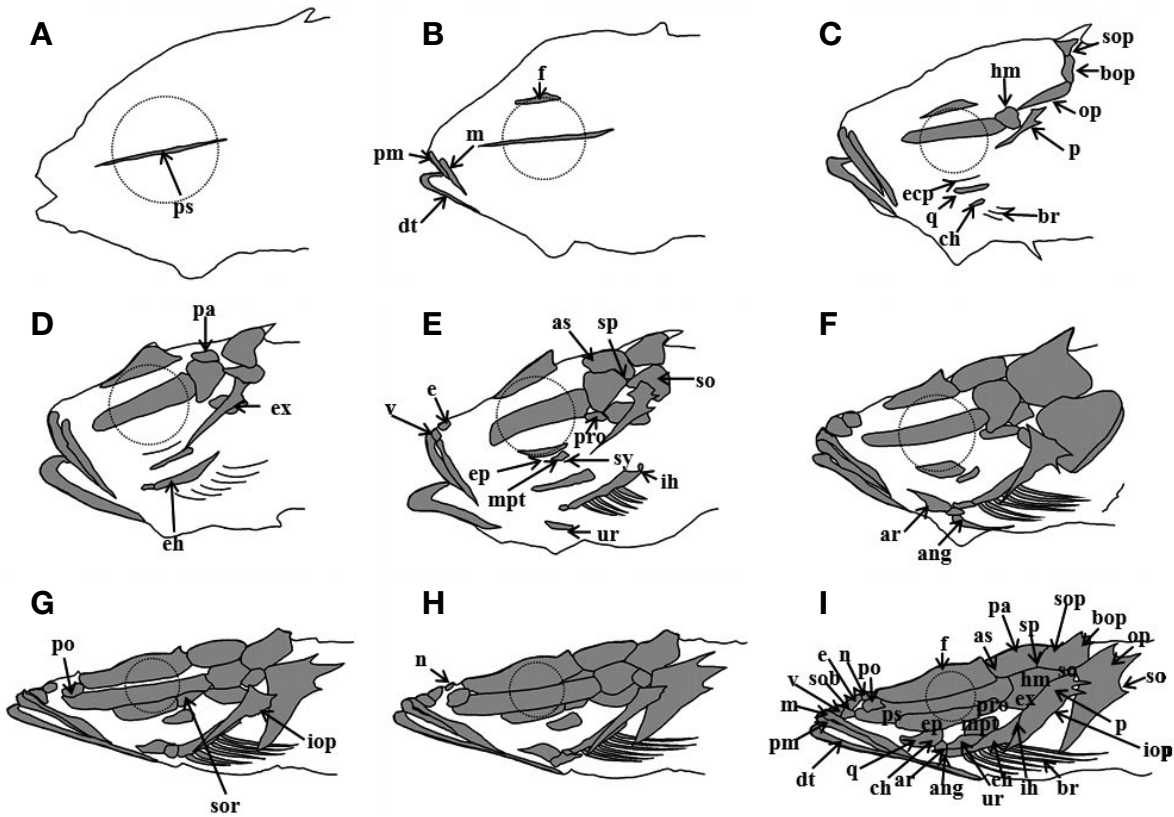 A
ps
B
f
m
pm
dt
C
sop
hm
bop
op
p
ecp
q
ch
br
D
pa
ex
eh
E
as
sp
so
e
v
pro
ep
mpt
sy
ih
ur
F
ar
ang
G
po
iop
sor
H
n
I
sop
pa
bop
sp
as
op
f
n
e
po
sob
v
m
pm
dt
so
hm
ex
so
pro
ps
ep
mpt
p
iop
q
ch
ar
ang
ur
eh
ih
br